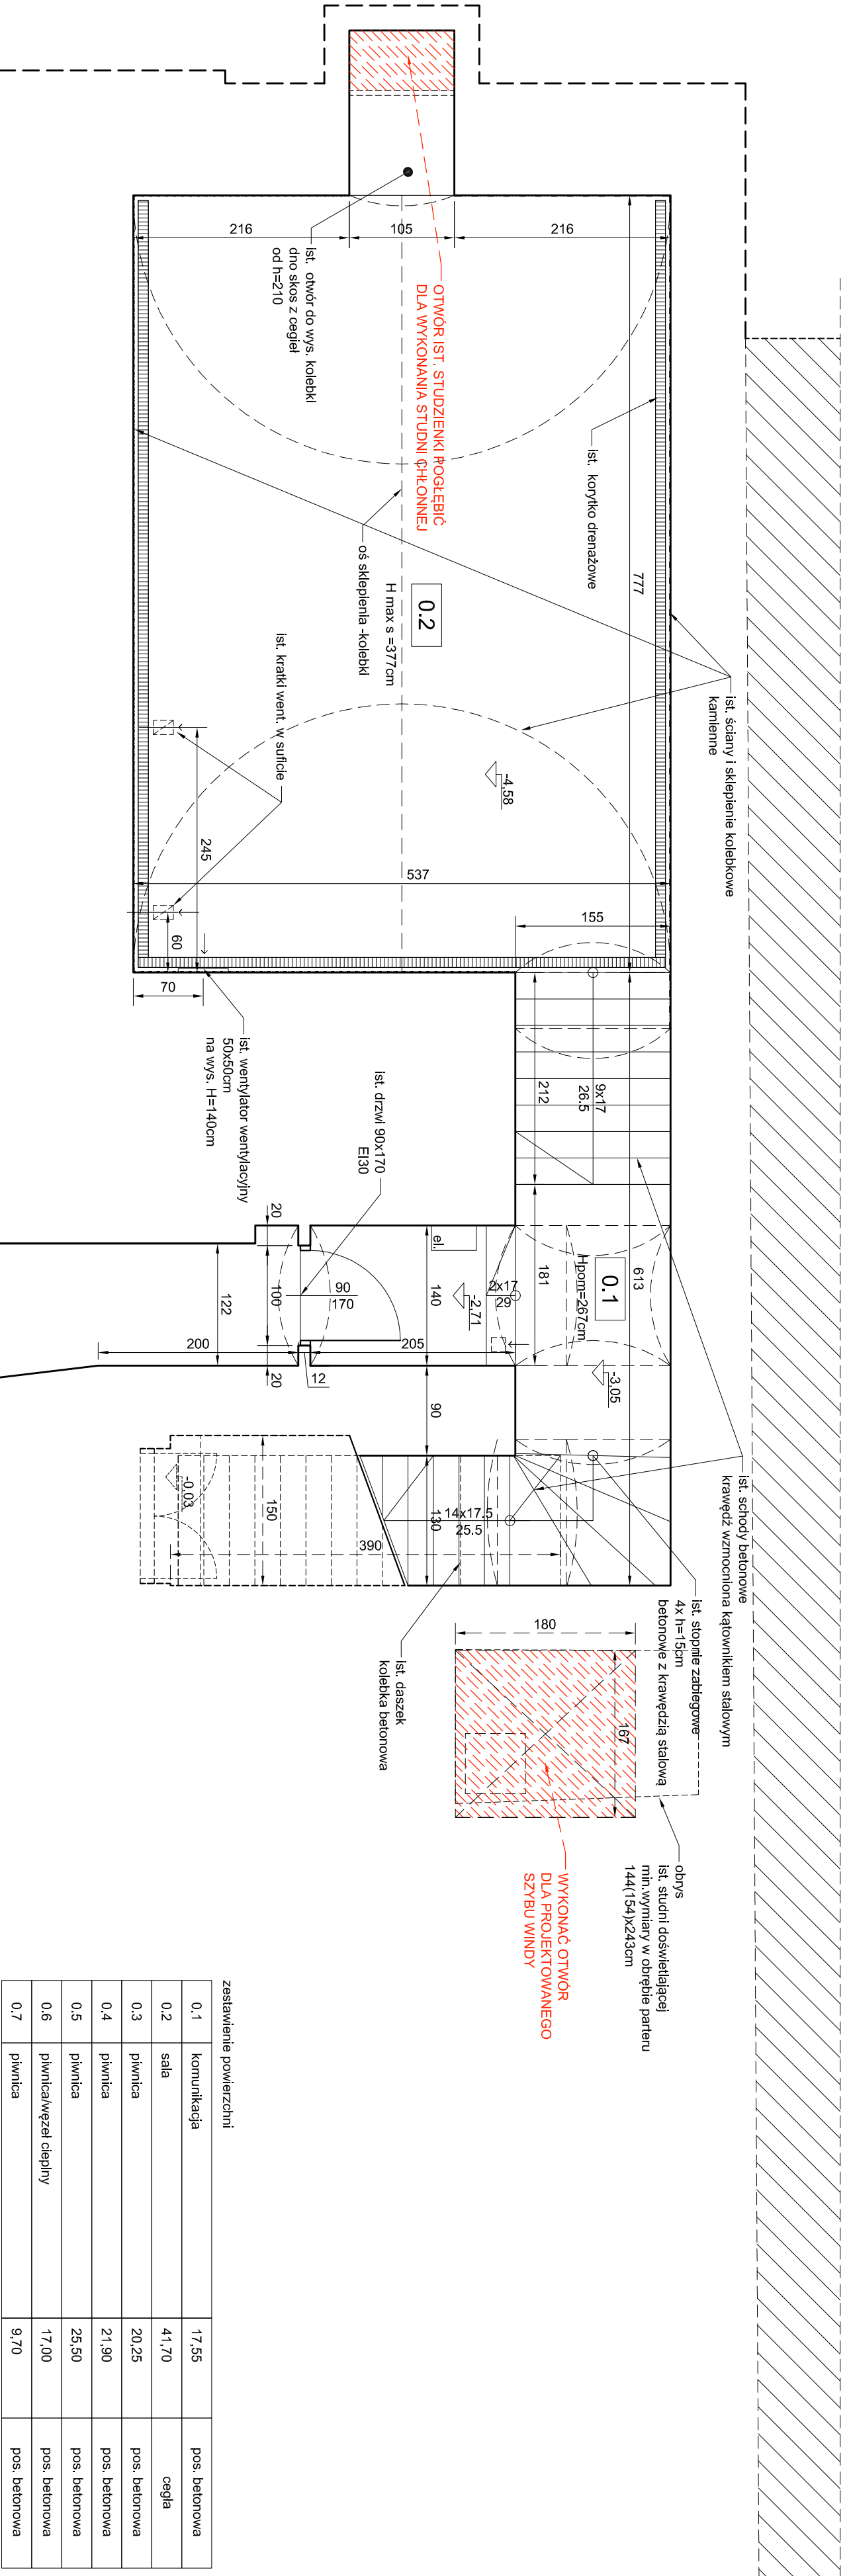 216
105
216
ist. otwór do wys. kolebki
dno skos z cegieł
od h=210
OTWÓR IST. STUDZIENKI POGŁĘBIĆ
DLA WYKONANIA STUDNI CHŁONNEJ
ist. korytko drenażowe
777
oś sklepienia -kolebki
H max s =377cm
0.2
ist. kratki went. w suficie
ist. ściany i sklepienie kolebkowe
kamienne
-4,58
245
60
537
155
70
ist. wentylator wentylacyjny
50x50cm
na wys. H=140cm
9x17
26.5
212
ist. drzwi 90x170
EI30
613
0.1
Hpom=267cm
181
el.
2x17
29
-2,71
140
90
170
20
100
20
122
200
205
12
-3,05
90
ist. schody betonowe
krawędź wzmocniona kątownikiem stalowym
ist. stopnie zabiegowe
4x h=15cm
betonowe z krawędzią stalową
-0,03
150
14x17.5
25.5
130
390
ist. daszek
kolebka betonowa
180
167
obrys
ist. studni doświetlającej
min.wymiary w obrębie parteru
144(154)x243cm
WYKONAĆ OTWÓR
DLA PROJEKTOWANEGO
SZYBU WINDY
zestawienie powierzchni
0.1 komunikacja 17,55 pos. betonowa
0.2 sala 41,70 cegła
0.3 piwnica 20,25 pos. betonowa
0.4 piwnica 21,90 pos. betonowa
0.5 piwnica 25,50 pos. betonowa
0.6 piwnica/węzeł cieplny 17,00 pos. betonowa
0.7 piwnica 9,70 pos. betonowa